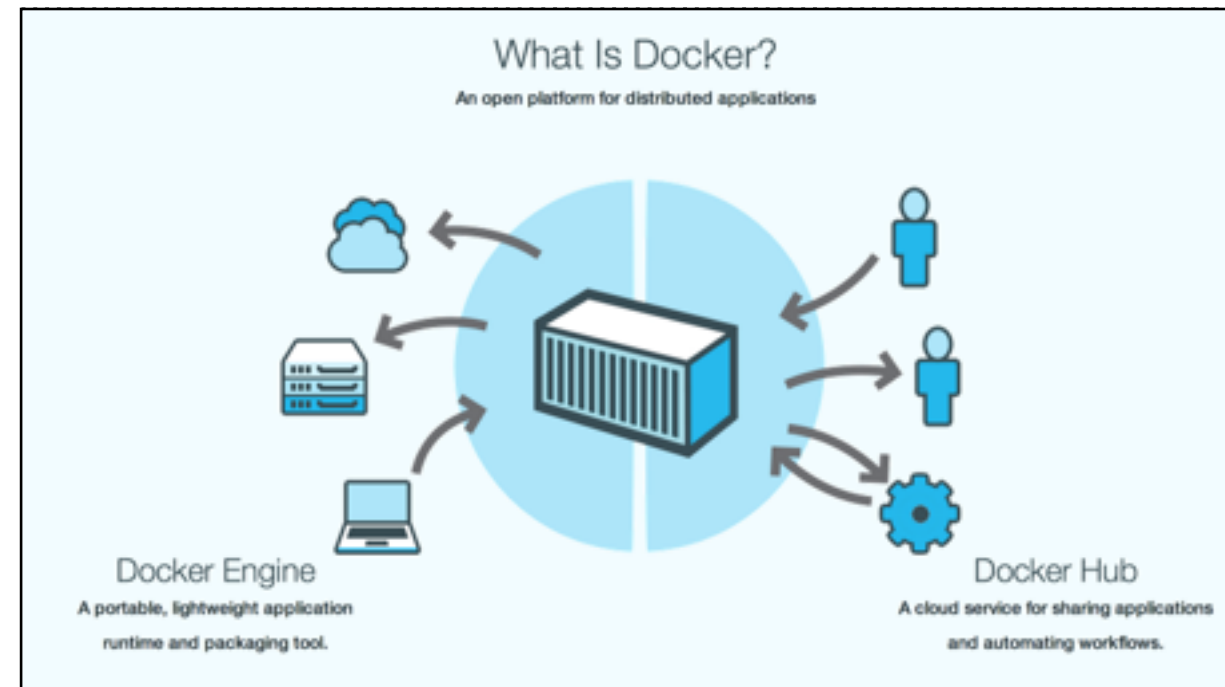 What Is Docker?
An open platform for distributed applications
Docker Engine
A portable, lightweight application
runtime and packaging tool.
Docker Hub
A cloud service for sharing applications
and automating workflows.